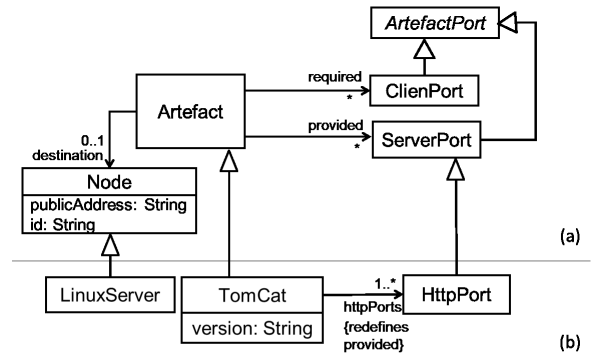 ArtefactPort
required
*
ClienPort
Artefact
provided
*
ServerPort
0..1
destination
Node
publicAddress: String
id: String
(a)
LinuxServer
TomCat
version: String
1..*
httpPorts
{redefines
provided}
HttpPort
(b)